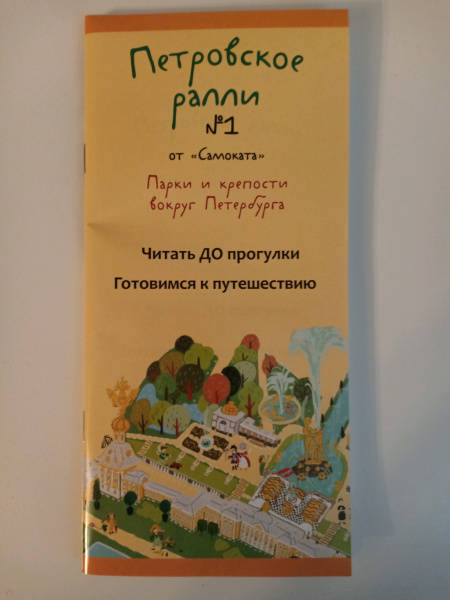 Петровское
ралли
№1
от «Самоката»
Парки и крепости
вокруг Петербурга
Читать ДО прогулки
Готовимся к путешествию